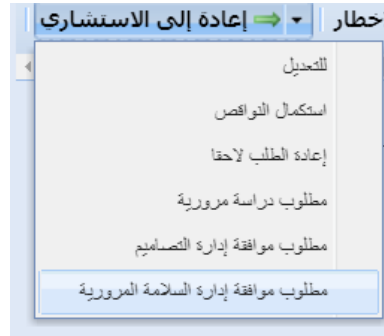 خطار إعادة إلى الاستشاري
للتعديل
استكمال النواقص
إعادة الطلب لاحقا
مطلوب دراسة مرورية
مطلوب موافقة إدارة التصاميم
مطلوب موافقة إدارة السلامة المرورية